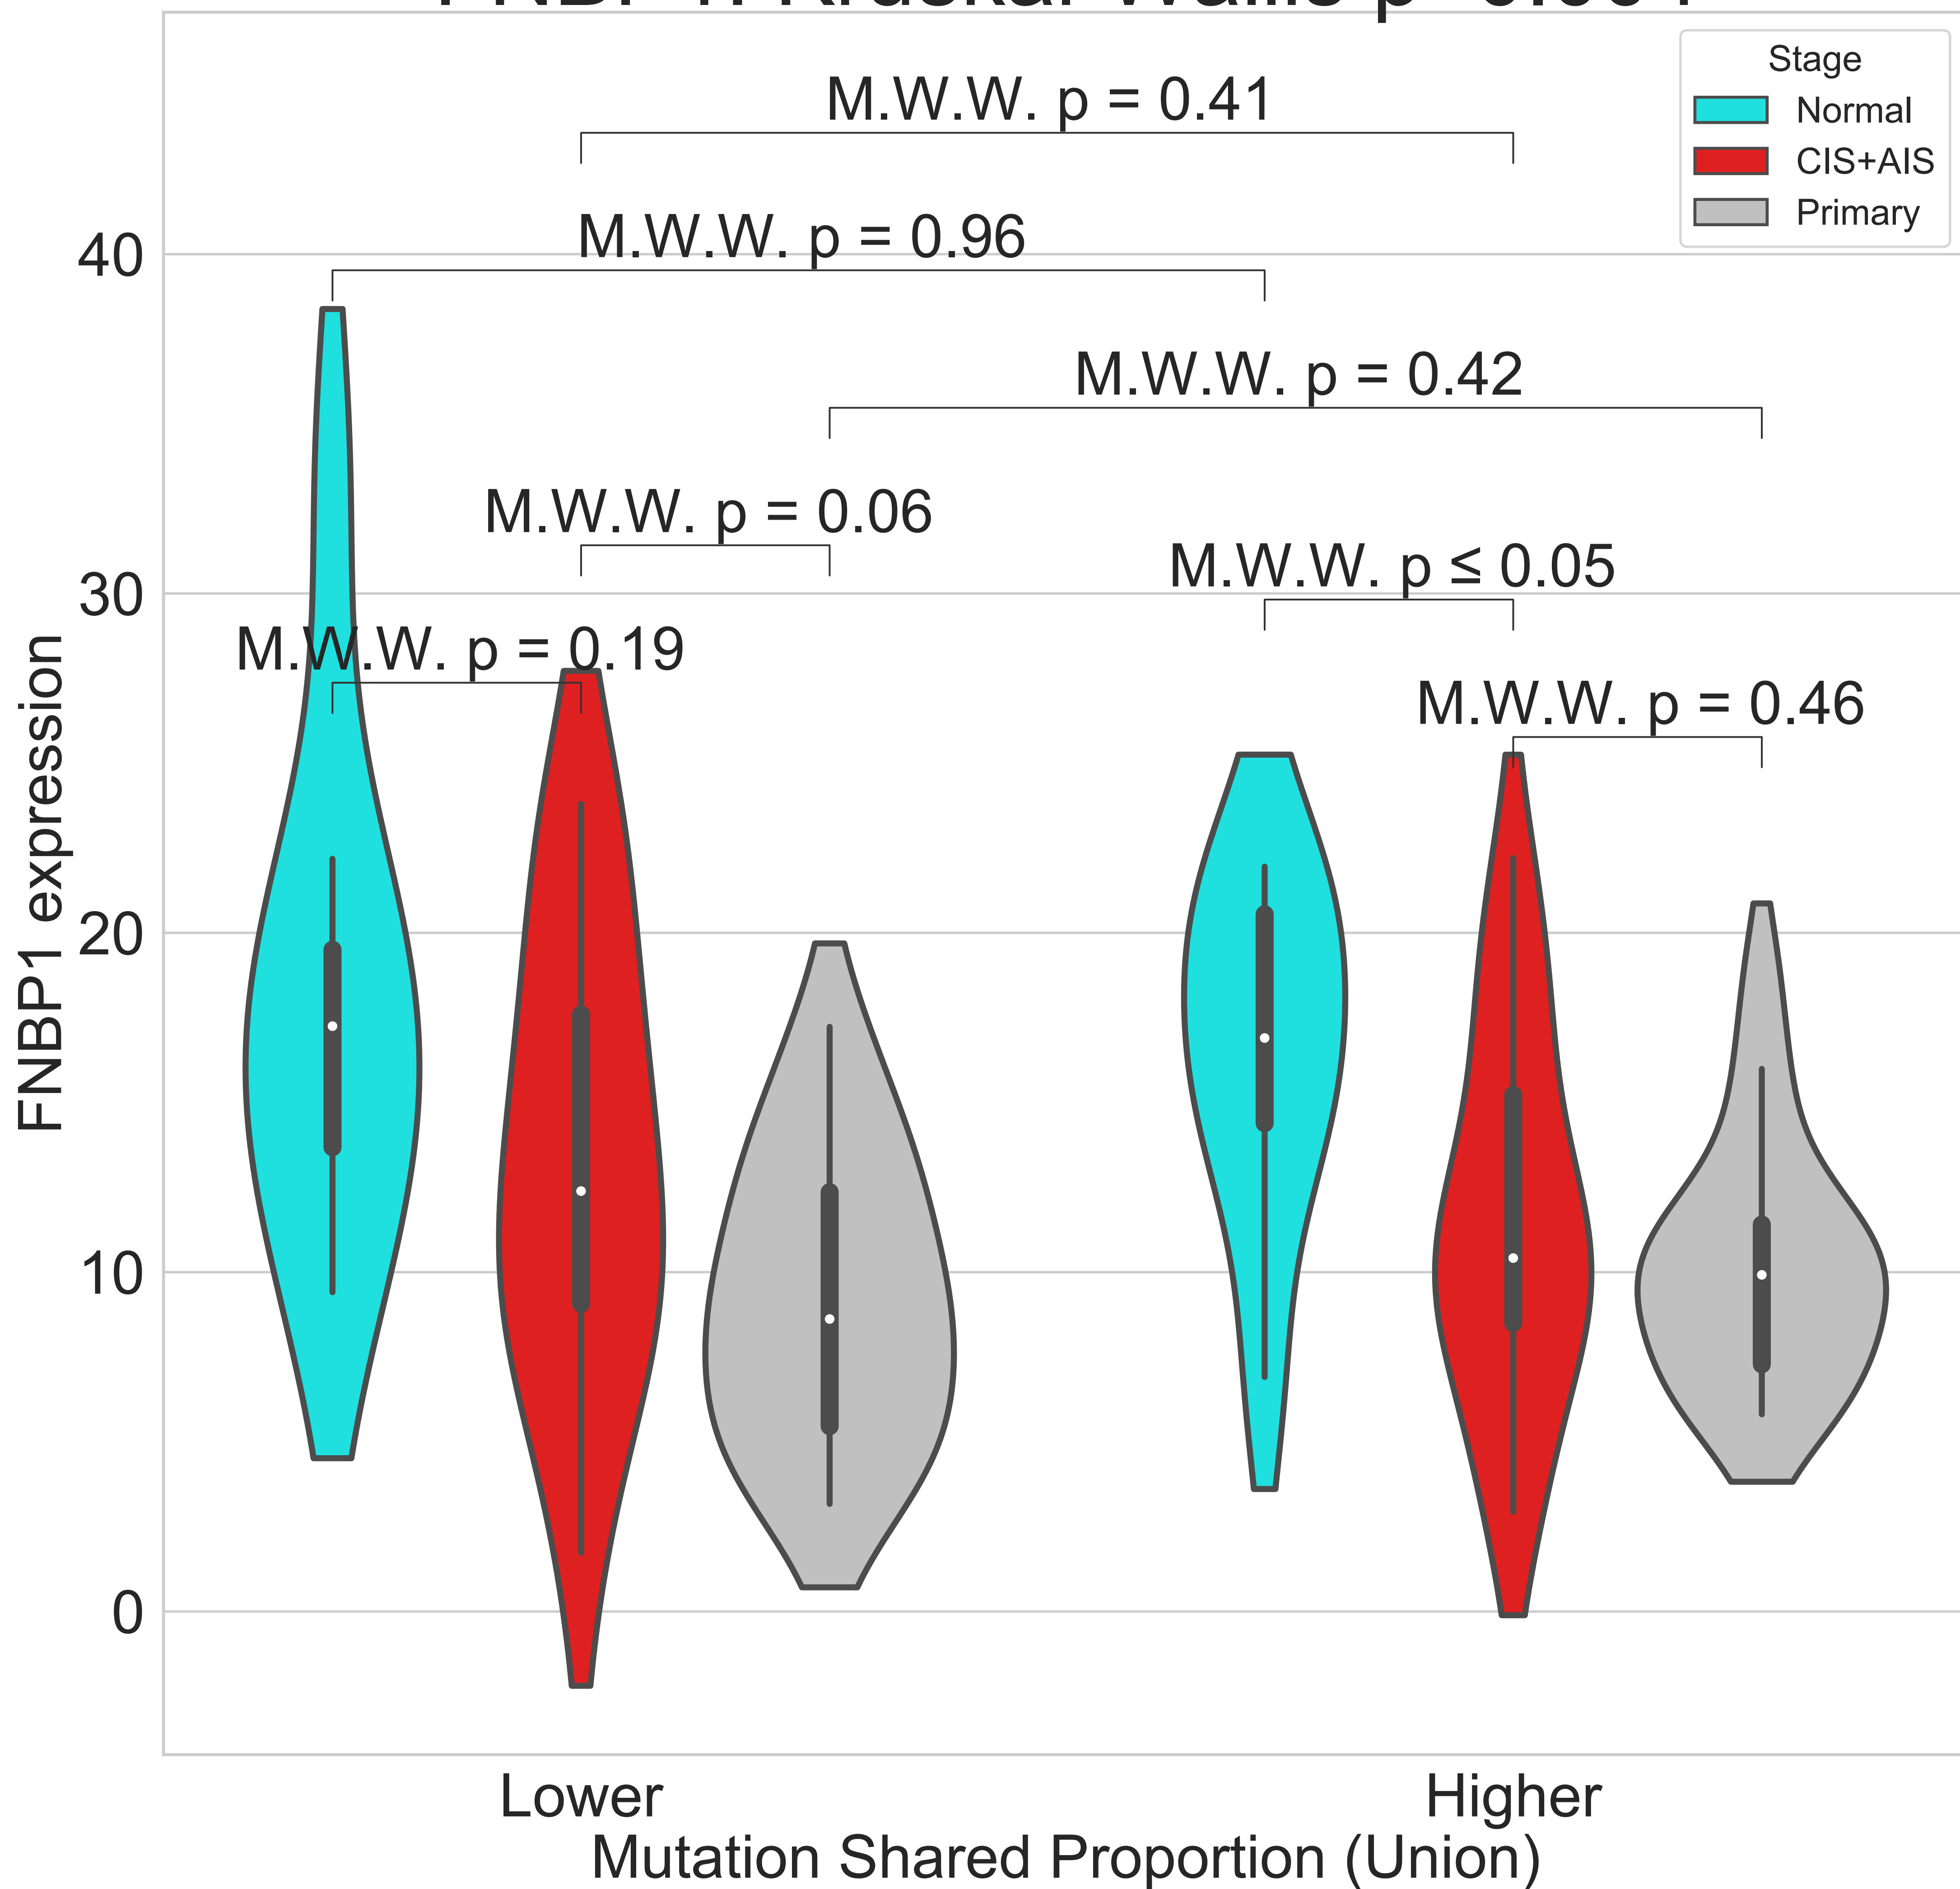 Stage
Normal
CIS+AIS
Primary
M.W.W. p = 0.41
M.W.W. p = 0.96
M.W.W. p = 0.42
M.W.W. p = 0.06
M.W.W. p ≤ 0.05
M.W.W. p = 0.19
M.W.W. p = 0.46
40
30
20
10
0
FNBP1 expression
Lower
Higher
Mutation Shared Proportion (Union)